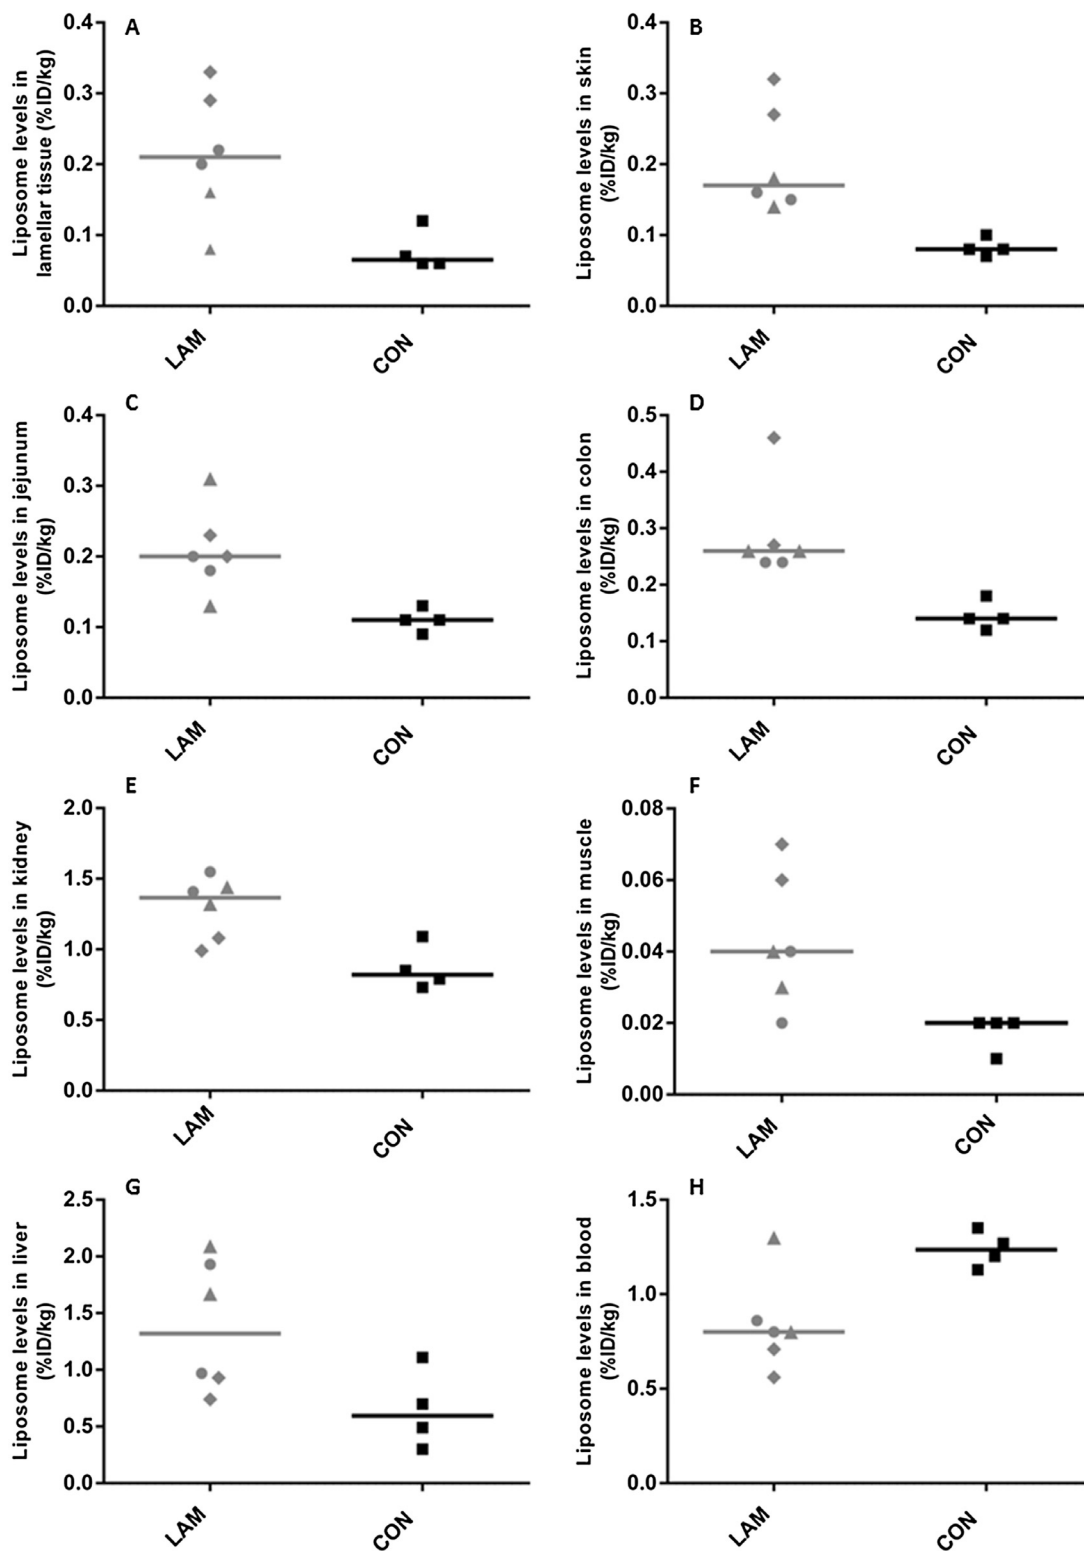 A
Liposome levels in
lamellar tissue (%ID/kg)
0.4
0.3
0.2
0.1
0.0
LAM
CON
B
Liposome levels in skin
(%ID/kg)
0.4
0.3
0.2
0.1
0.0
LAM
CON
C
Liposome levels in jejunum
(%ID/kg)
0.4
0.3
0.2
0.1
0.0
LAM
CON
D
Liposome levels in colon
(%ID/kg)
0.5
0.4
0.3
0.2
0.1
0.0
LAM
CON
E
Liposome levels in kidney
(%ID/kg)
2.0
1.5
1.0
0.5
0.0
LAM
CON
F
Liposome levels in muscle
(%ID/kg)
0.08
0.06
0.04
0.02
0.00
LAM
CON
G
Liposome levels in liver
(%ID/kg)
2.5
2.0
1.5
1.0
0.5
0.0
LAM
CON
H
Liposome levels in blood
(%ID/kg)
1.5
1.0
0.5
0.0
LAM
CON